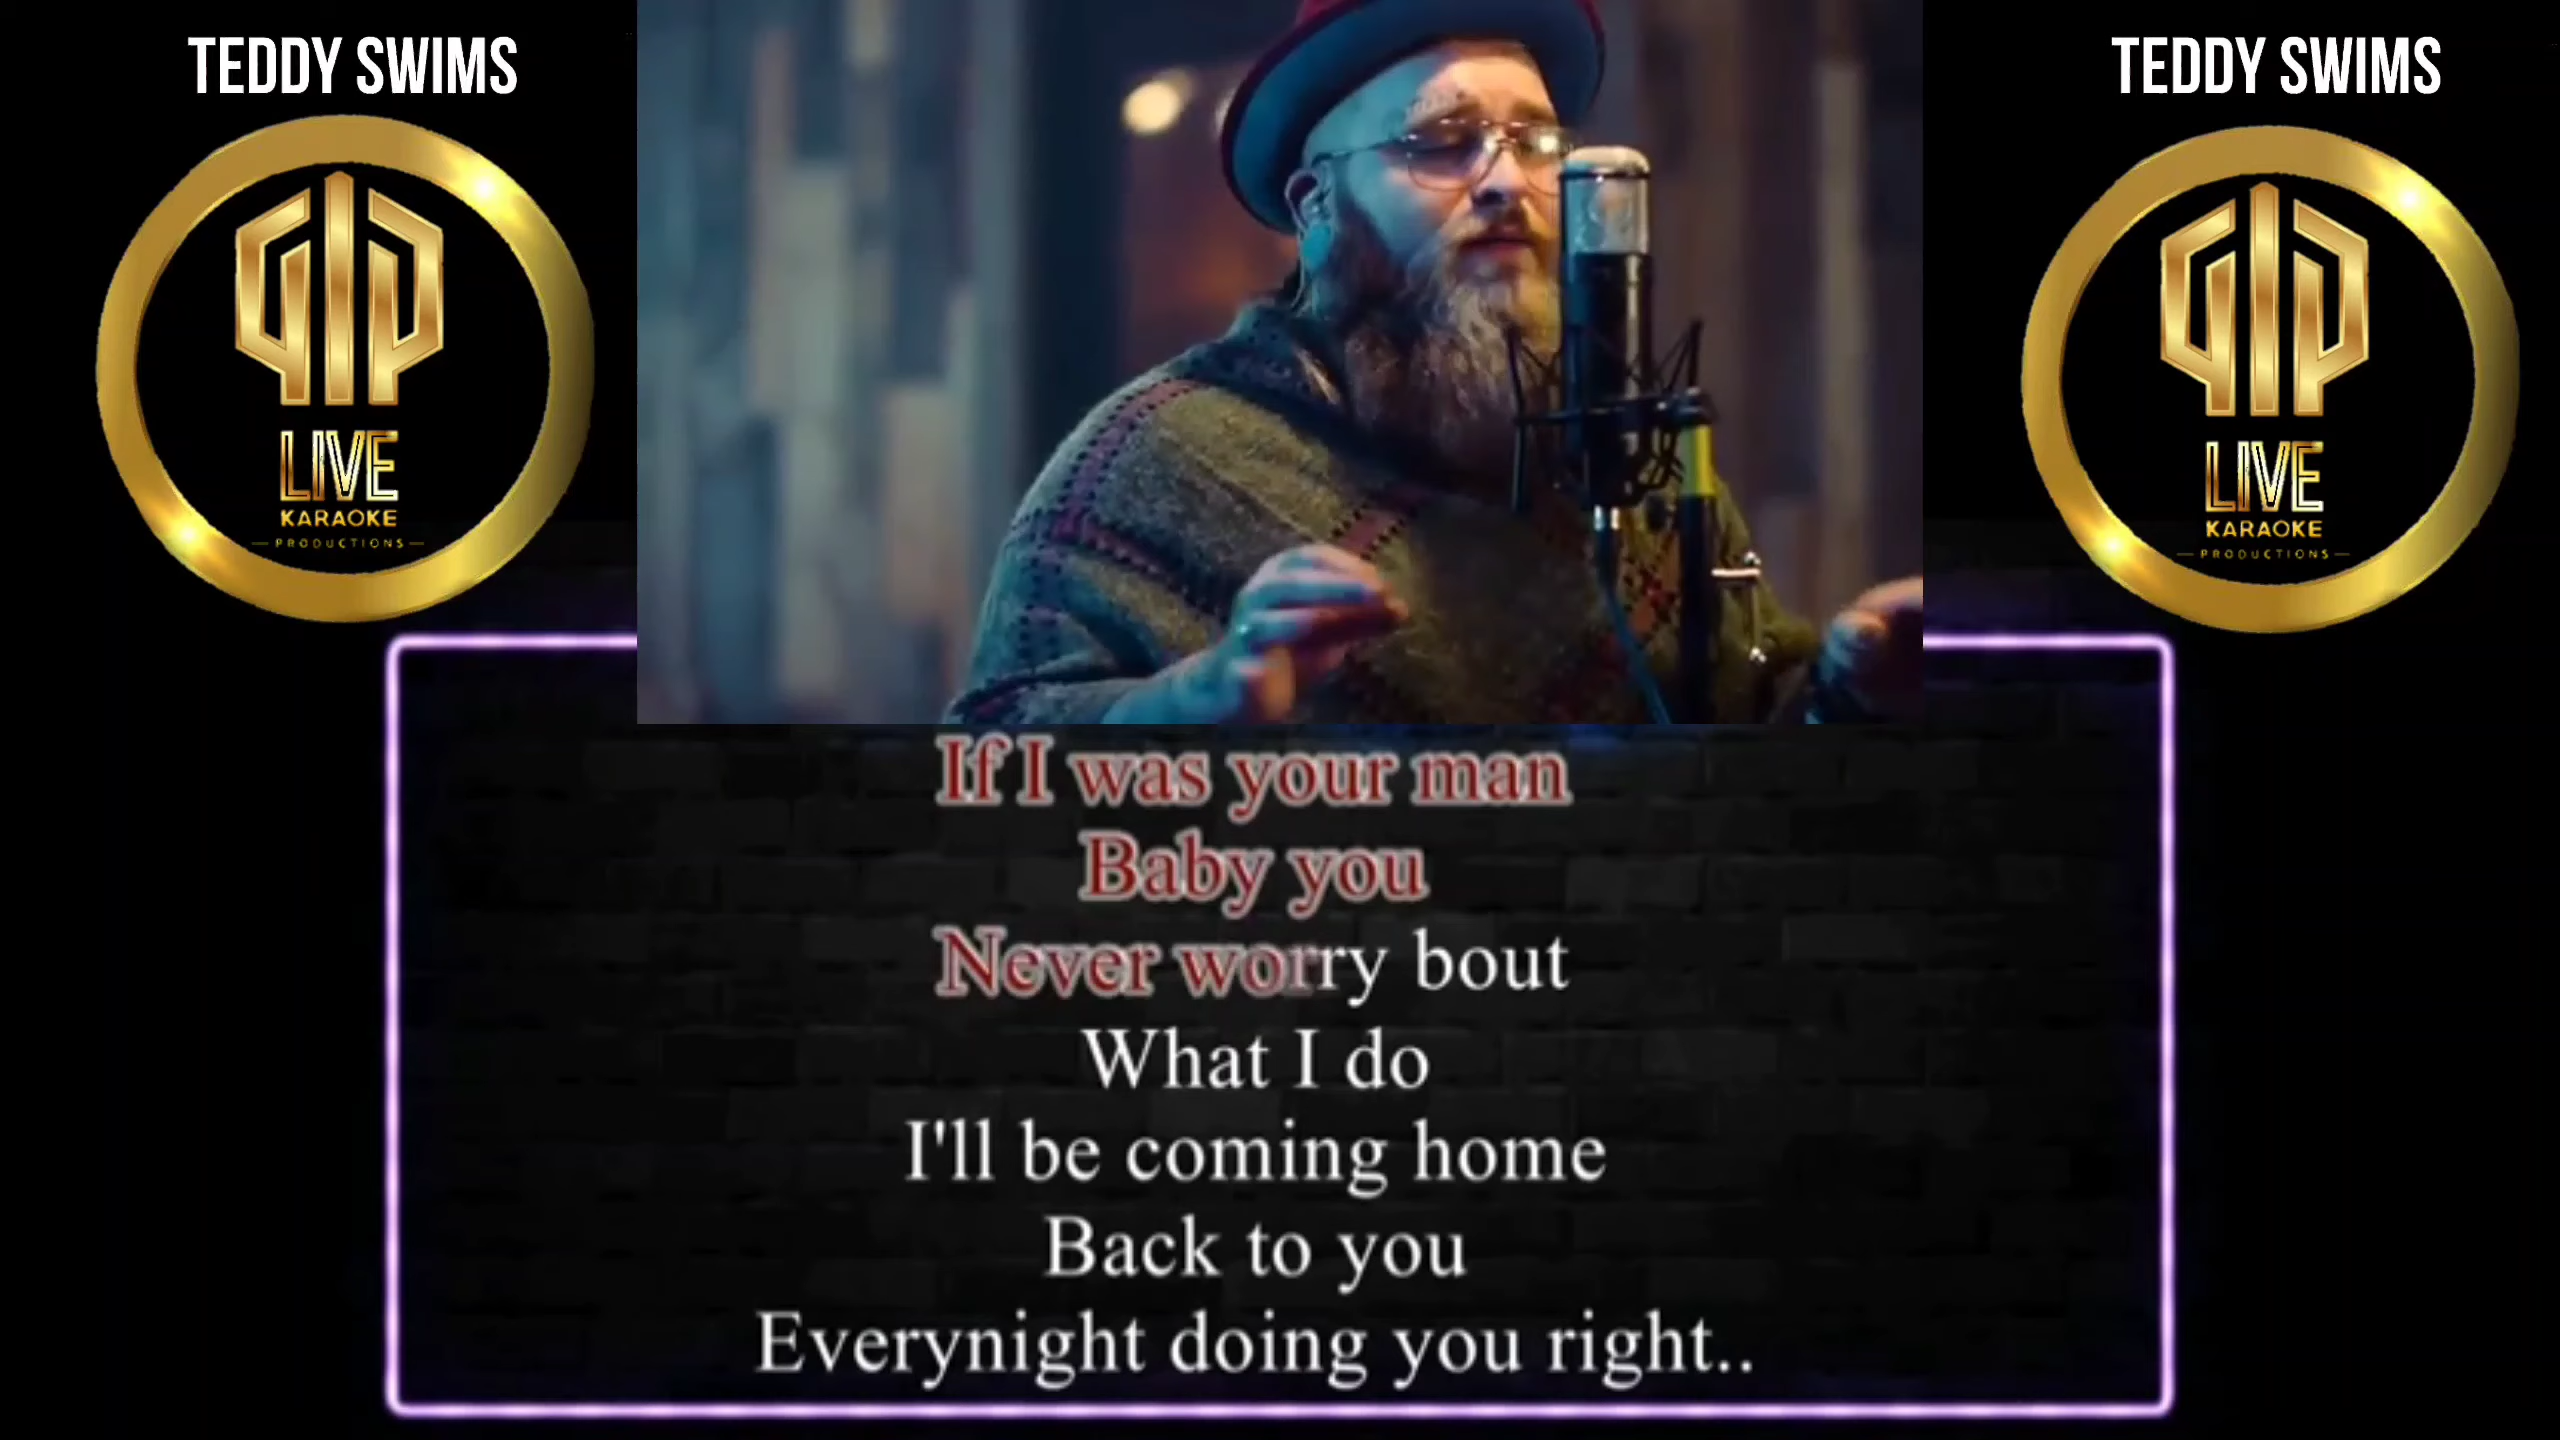 TEDDY SWIMS
TEDDY SWIMS
LIVE
KARAOKE
PRODUCTIONS
LIVE
KARAOKE
PRODUCTIONS
If I was your man
Baby you
Never worry bout
What I do
I'll be coming home
Back to you
Everynight doing you right..